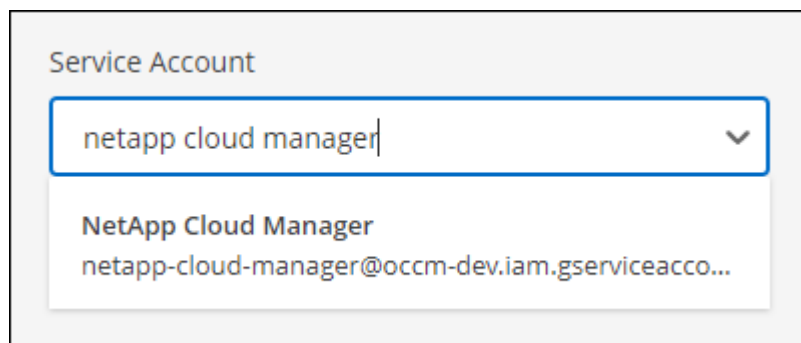 Service Account
netapp cloud manager
NetApp Cloud Manager
netapp-cloud-manager@occm-dev.iam.gserviceacco...